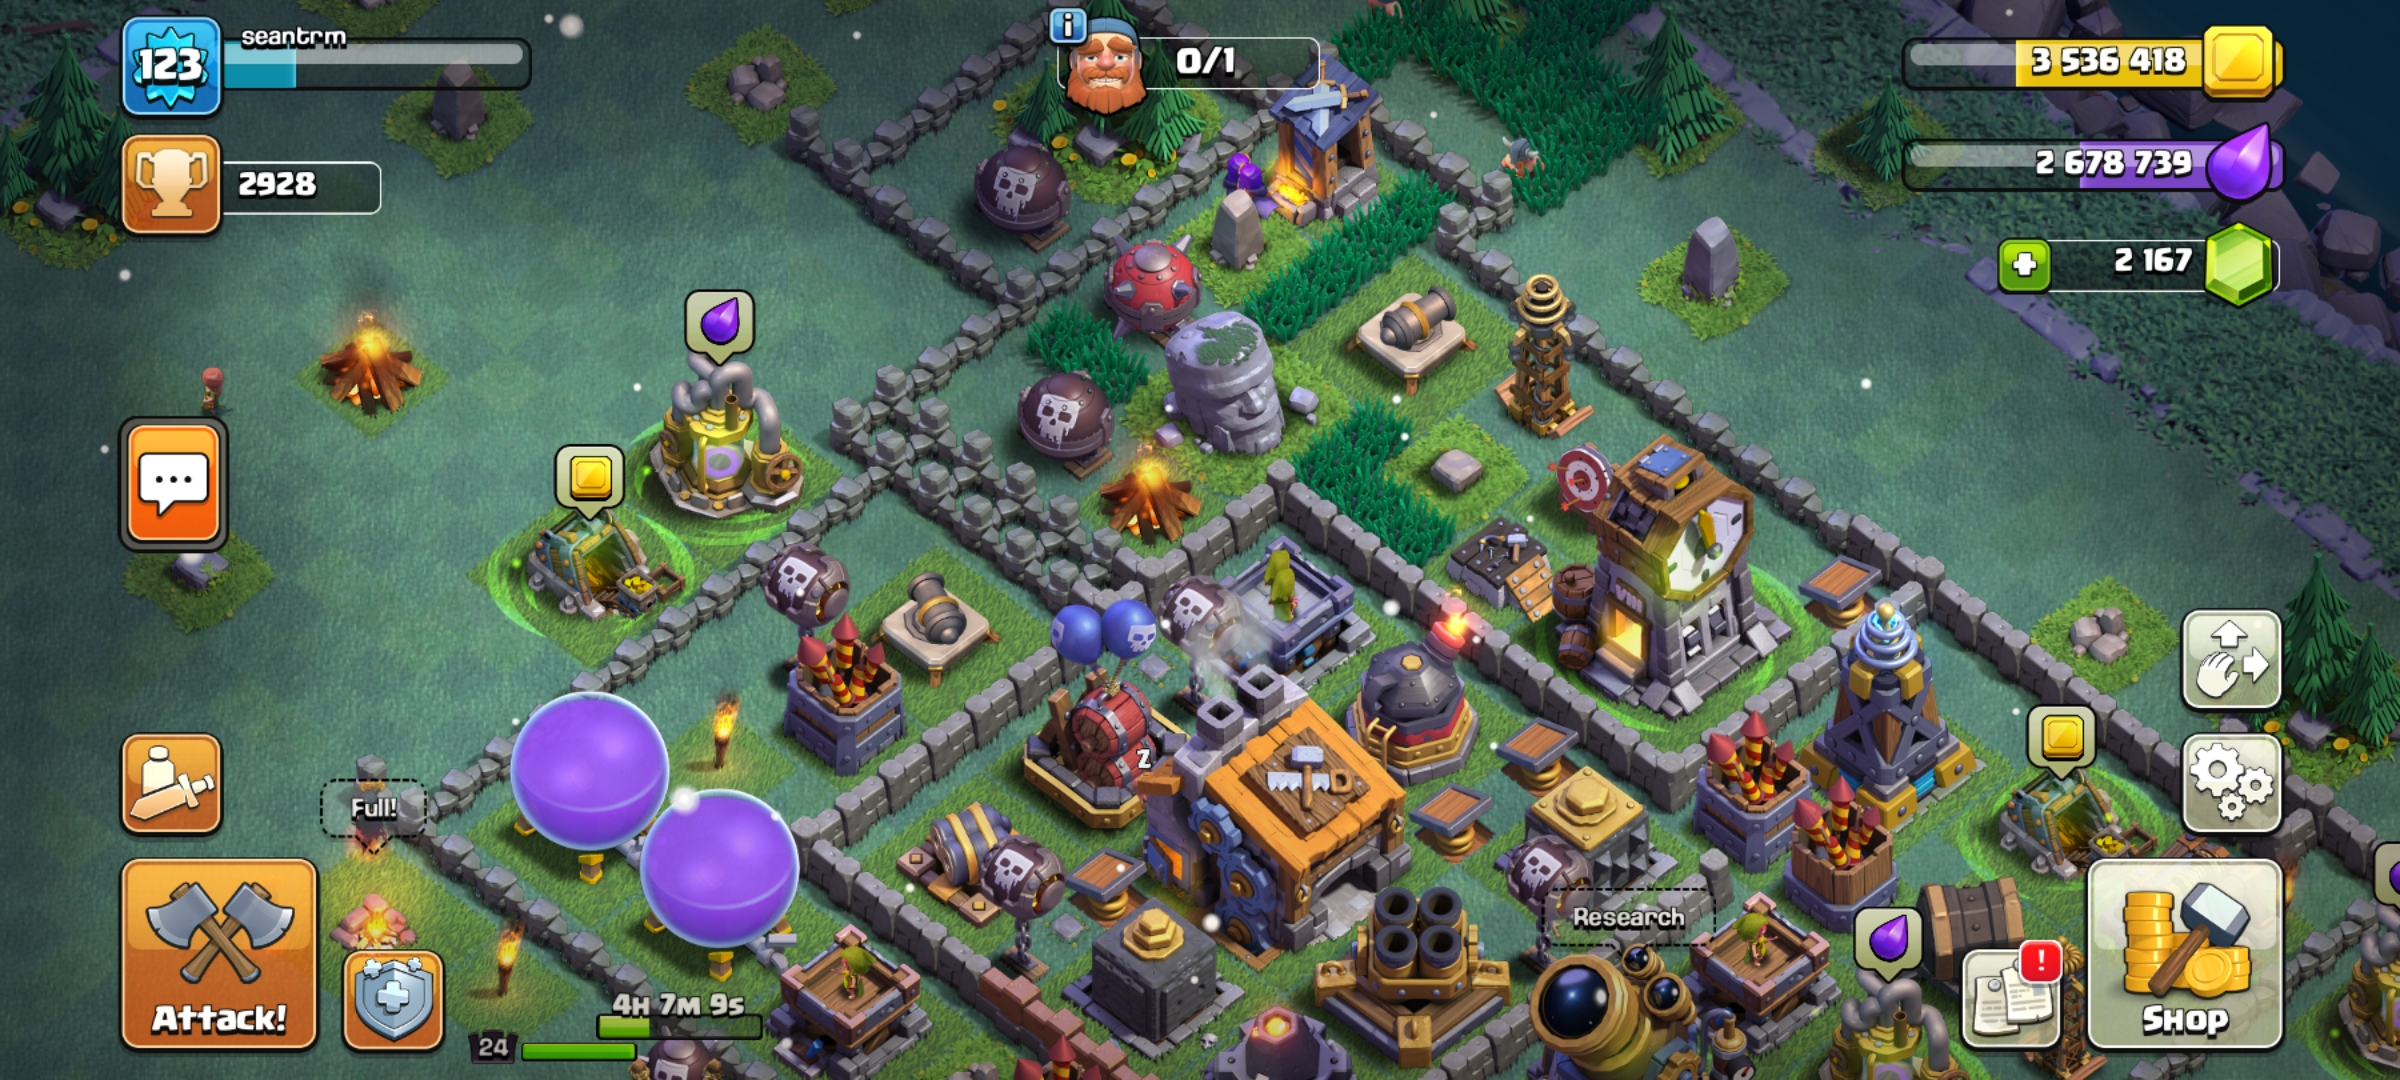 123
seantrm
i
0/1
3 536 418
2928
2 678 739
2 167
VIII
Z
Full!
Research
Attack!
4H 7M 9s
24
!
Shop